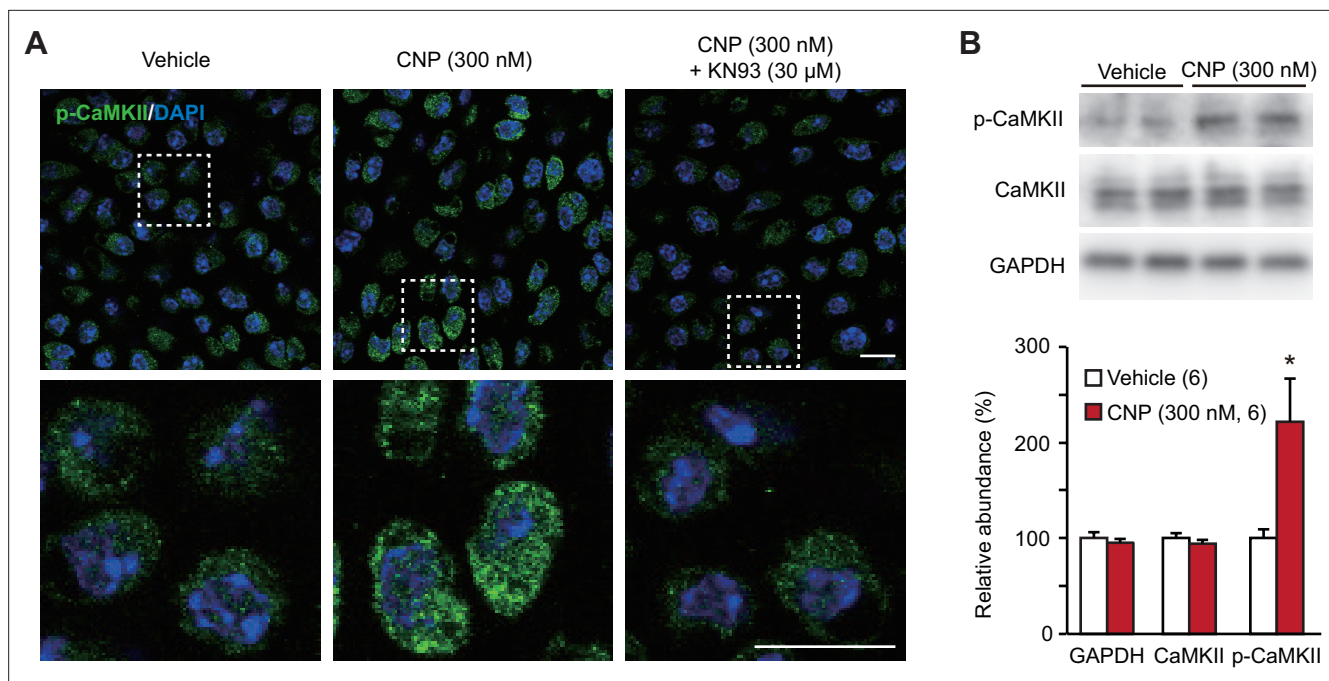 A
Vehicle
CNP (300 nM)
CNP (300 nM)
+ KN93 (30 µM)
p-CaMKII/DAPI
B
Vehicle CNP (300 nM)
p-CaMKII
CaMKII
GAPDH
300
200
100
0
Relative abundance (%)
*
Vehicle (6)
CNP (300 nM, 6)
GAPDH CaMKII p-CaMKII